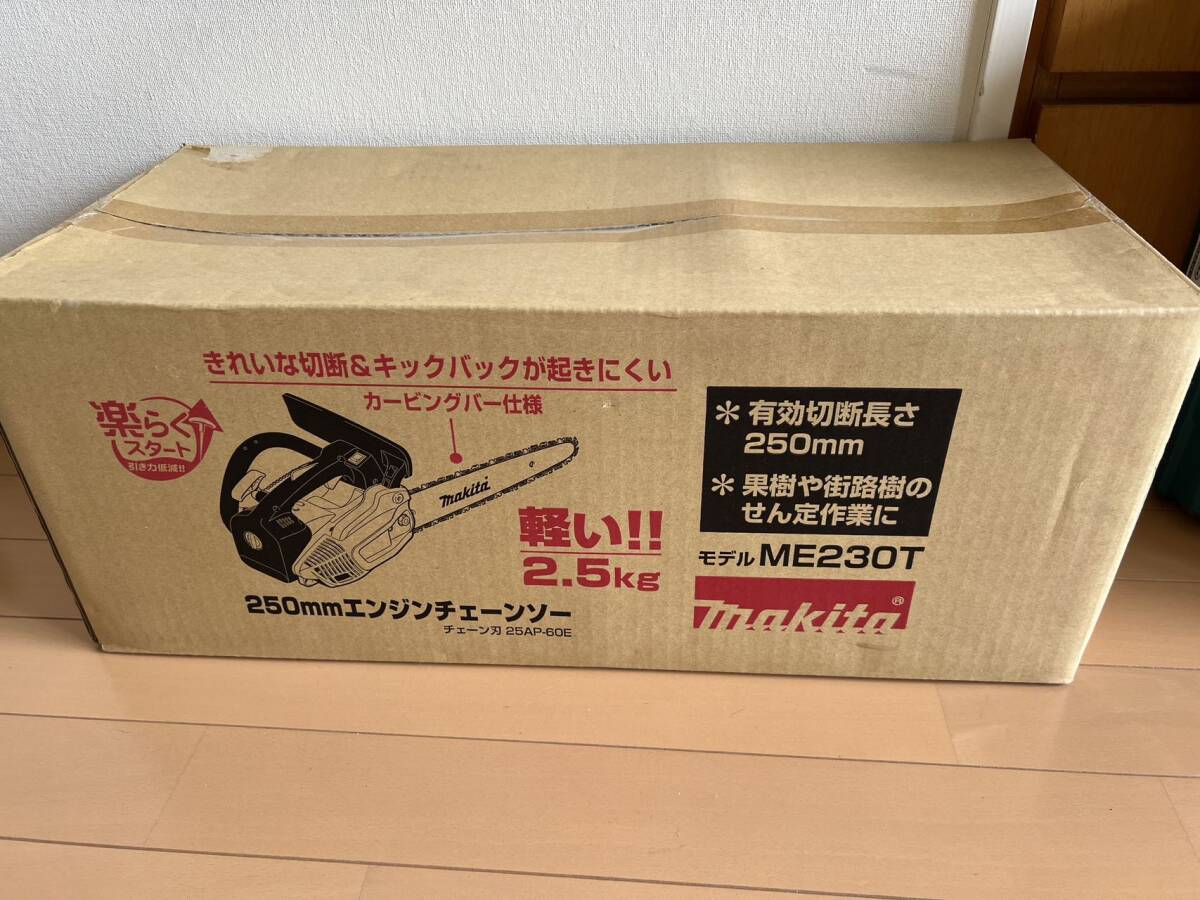 きれいな切断&キックバックが起きにくい
カービングバー仕様
楽らく
スタート
引き力低減!!
makita
軽い!!
2.5kg
250mmエンジンチェーンソー
チェーン刃 25AP-60E
＊ 有効切断長さ
250mm
＊ 果樹や街路樹の
せん定作業に
モデル ME230T
makita®